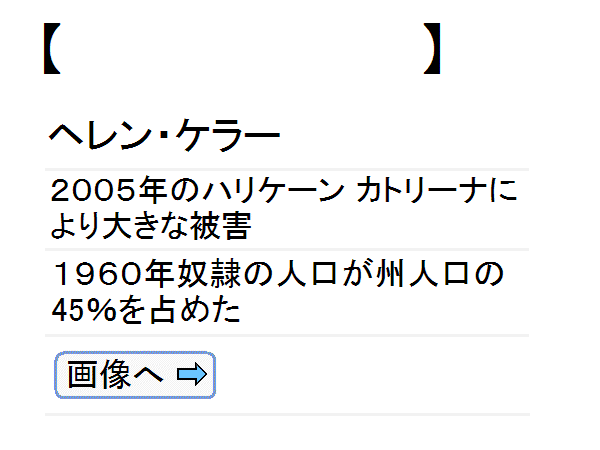 【　　　　　　　】
ヘレン・ケラー
２００５年のハリケーン カトリーナに
より大きな被害
１９６０年奴隷の人口が州人口の
45％を占めた
画像へ